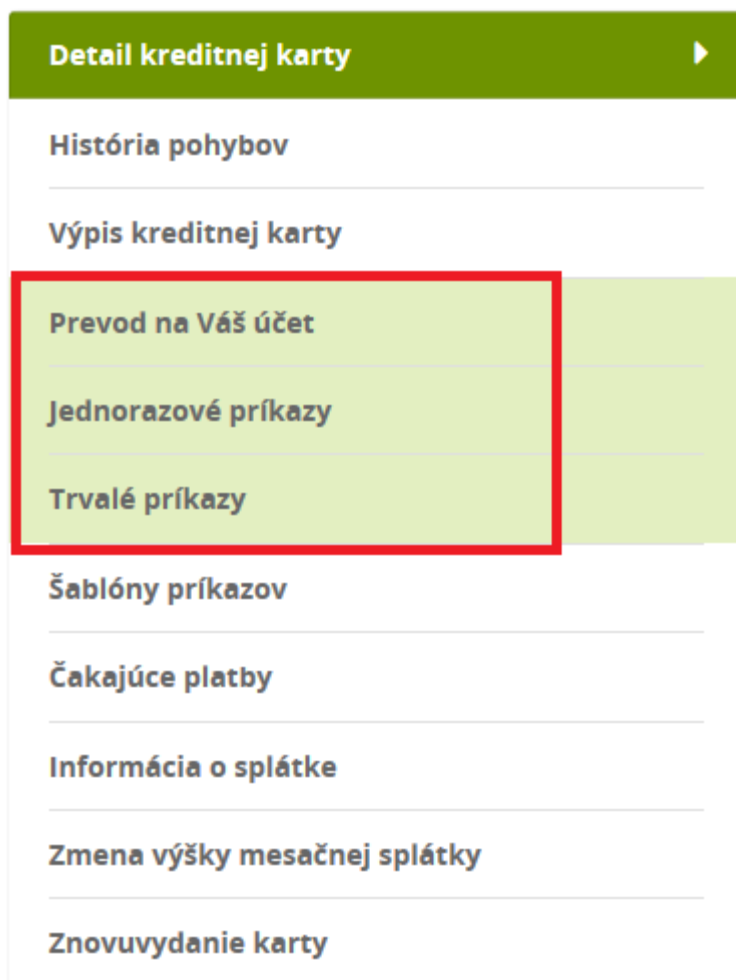 Detail kreditnej karty
História pohybov
Výpis kreditnej karty
Prevod na Váš účet
Jednorazové príkazy
Trvalé príkazy
Šablóny príkazov
Čakajúce platby
Informácia o splátke
Zmena výšky mesačnej splátky
Znovuvydanie karty